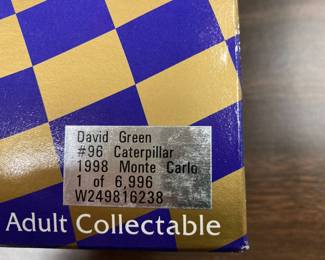 David Green
#96 Caterpillar
1998 Monte Carlo
1 of 6,996
W249816238
Adult Collectable